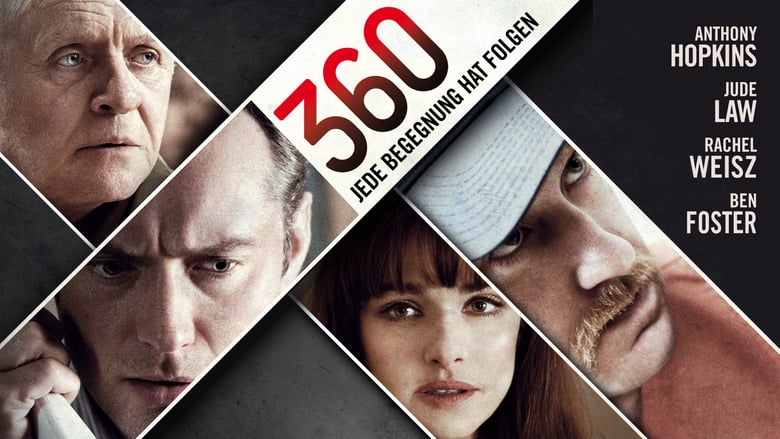 360
JEDE BEGEGNUNG HAT FOLGEN
ANTHONY
HOPKINS
JUDE
LAW
RACHEL
WEISZ
BEN
FOSTER